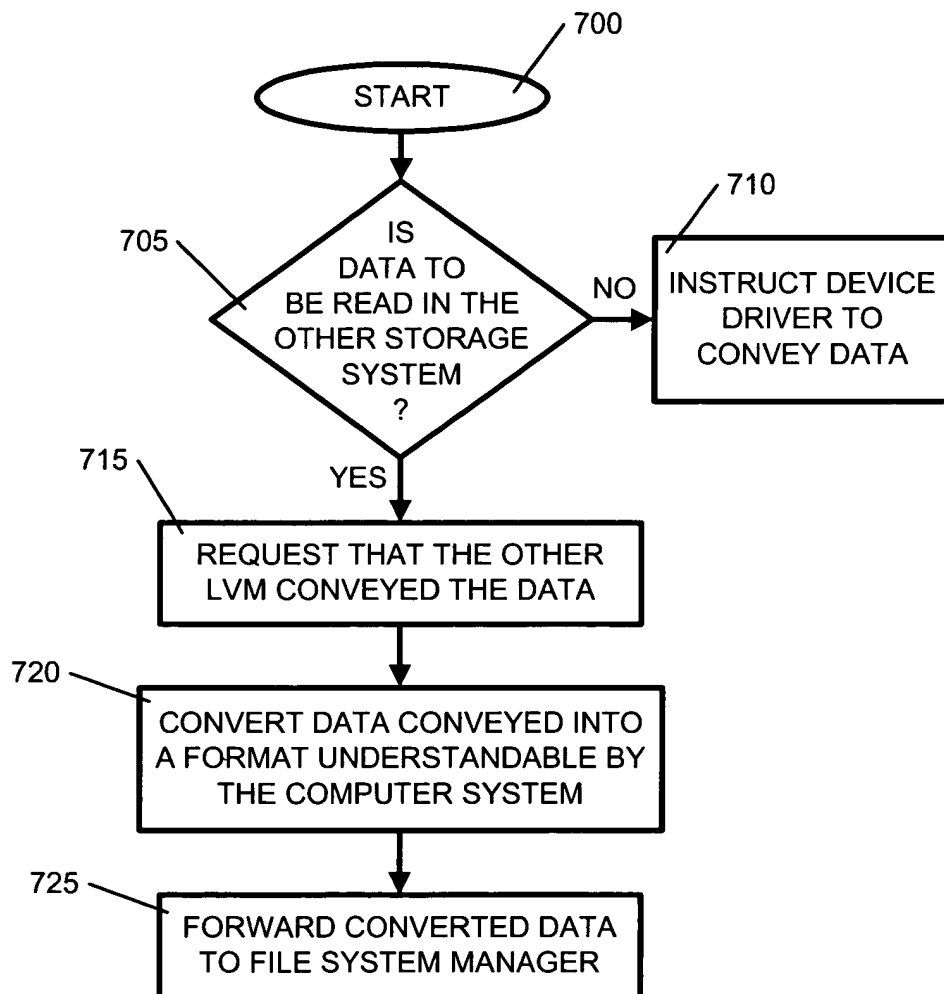 700
START
705
IS
DATA TO
BE READ IN THE
OTHER STORAGE
SYSTEM
?
NO
710
INSTRUCT DEVICE
DRIVER TO
CONVEY DATA
YES
715
REQUEST THAT THE OTHER
LVM CONVEYED THE DATA
720
CONVERT DATA CONVEYED INTO
A FORMAT UNDERSTANDABLE BY
THE COMPUTER SYSTEM
725
FORWARD CONVERTED DATA
TO FILE SYSTEM MANAGER